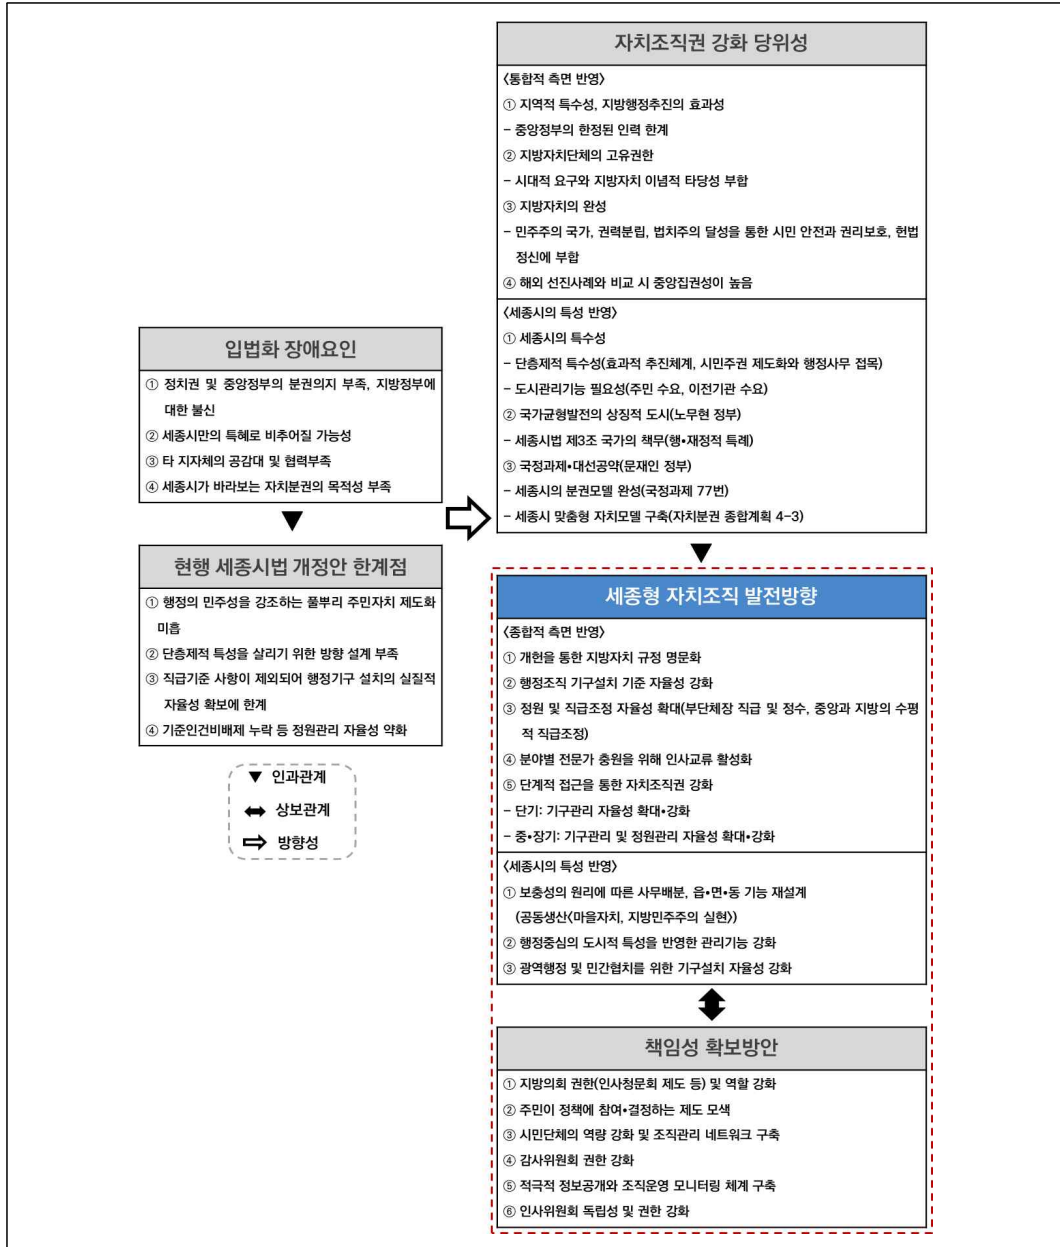 입법화 장애요인
① 정치권 및 중앙정부의 분권의지 부족, 지방정부에
대한 불신
② 세종시만의 특혜로 비추어질 가능성
③ 타 지자체의 공감대 및 협력부족
④ 세종시가 바라보는 자치분권의 목적성 부족
현행 세종시법 개정안 한계점
① 행정의 민주성을 강조하는 풀뿌리 주민자치 제도화
미흡
② 단층제적 특성을 살리기 위한 방향 설계 부족
③ 직급기준 사항이 제외되어 행정기구 설치의 실질적
자율성 확보에 한계
④ 기준인건비배제 누락 등 정원관리 자율성 약화
▼ 인과관계
⬌ 상보관계
⇨ 방향성
자치조직권 강화 당위성
〈통합적 측면 반영〉
① 지역적 특수성, 지방행정추진의 효과성
– 중앙정부의 한정된 인력 한계
② 지방자치단체의 고유권한
– 시대적 요구와 지방자치 이념적 타당성 부합
③ 지방자치의 완성
– 민주주의 국가, 권력분립, 법치주의 달성을 통한 시민 안전과 권리보호, 헌법
정신에 부합
④ 해외 선진사례와 비교 시 중앙집권성이 높음
〈세종시의 특성 반영〉
① 세종시의 특수성
– 단층제적 특수성(효과적 추진체계, 시민주권 제도화와 행정사무 접목)
– 도시관리기능 필요성(주민 수요, 이전기관 수요)
② 국가균형발전의 상징적 도시(노무현 정부)
– 세종시법 제3조 국가의 책무(행•재정적 특례)
③ 국정과제•대선공약(문재인 정부)
– 세종시의 분권모델 완성(국정과제 77번)
– 세종시 맞춤형 자치모델 구축(자치분권 종합계획 4-3)
세종형 자치조직 발전방향
〈종합적 측면 반영〉
① 개헌을 통한 지방자치 규정 명문화
② 행정조직 기구설치 기준 자율성 강화
③ 정원 및 직급조정 자율성 확대(부단체장 직급 및 정수, 중앙과 지방의 수평
적 직급조정)
④ 분야별 전문가 충원을 위해 인사교류 활성화
⑤ 단계적 접근을 통한 자치조직권 강화
– 단기: 기구관리 자율성 확대•강화
– 중•장기: 기구관리 및 정원관리 자율성 확대•강화
〈세종시의 특성 반영〉
① 보충성의 원리에 따른 사무배분, 읍•면•동 기능 재설계
(공동생산〈마을자치, 지방민주주의 실현〉)
② 행정중심의 도시적 특성을 반영한 관리기능 강화
③ 광역행정 및 민간협치를 위한 기구설치 자율성 강화
책임성 확보방안
① 지방의회 권한(인사청문회 제도 등) 및 역할 강화
② 주민이 정책에 참여•결정하는 제도 모색
③ 시민단체의 역량 강화 및 조직관리 네트워크 구축
④ 감사위원회 권한 강화
⑤ 적극적 정보공개와 조직운영 모니터링 체계 구축
⑥ 인사위원회 독립성 및 권한 강화